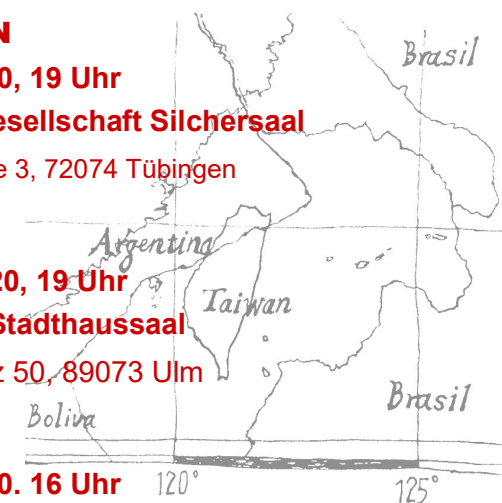 N
Brasil
0, 19 Uhr
esellschaft Silchersaal
e 3, 72074 Tübingen
Argentina
20, 19 Uhr
Taiwan
Stadthaussaal
z 50, 89073 Ulm
Brasil
Boliva
0. 16 Uhr
120°
125°